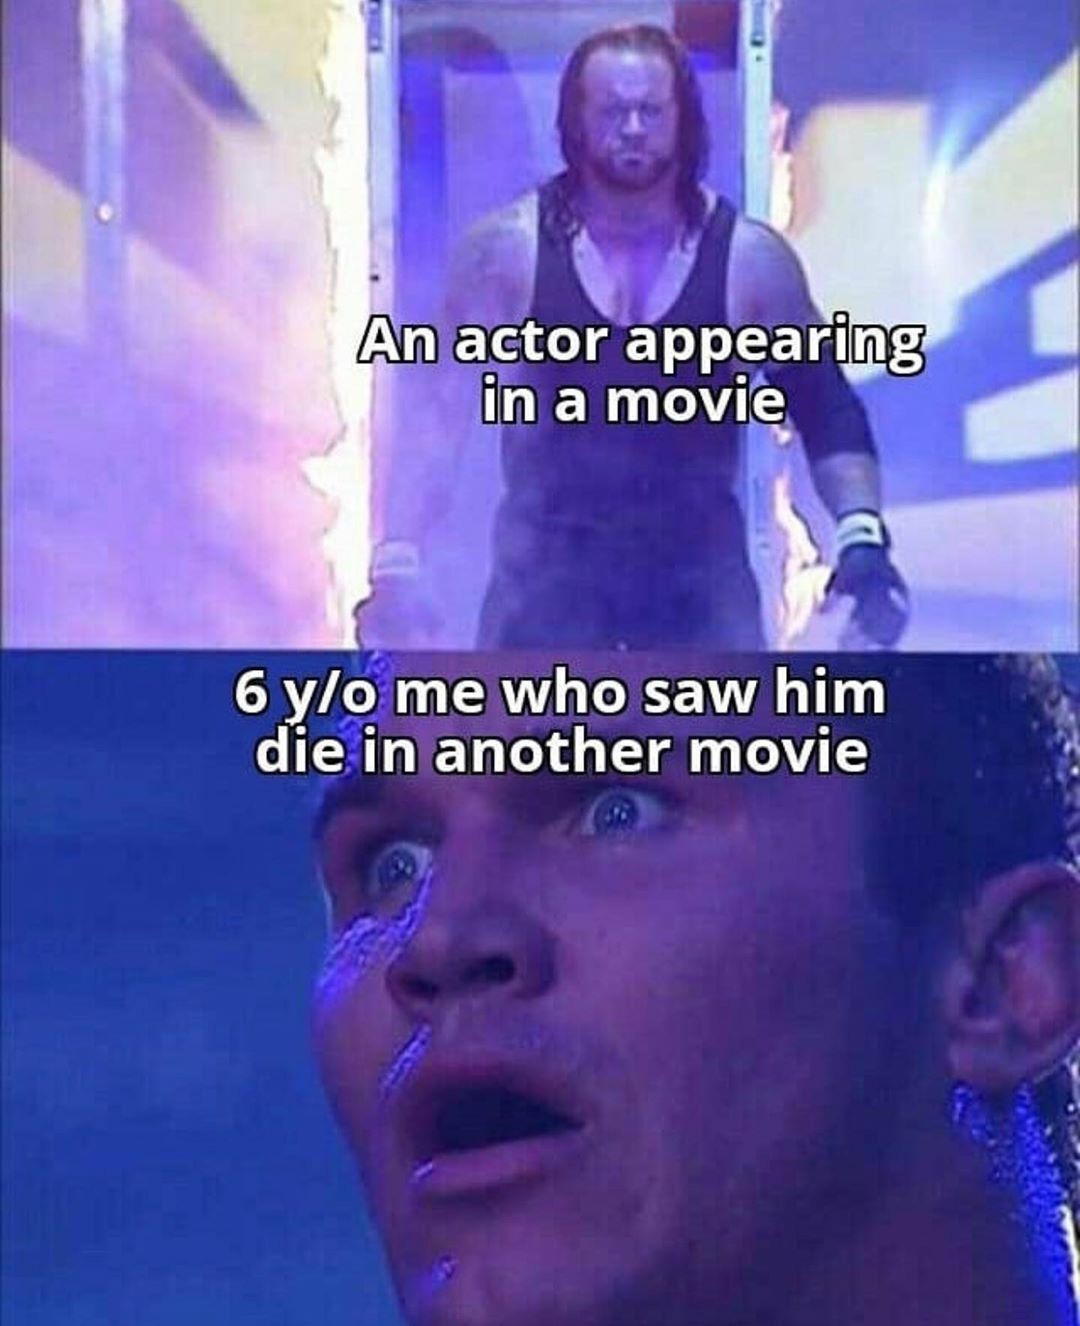 An actor appearing
in a movie
6 y/o me who saw him
die in another movie